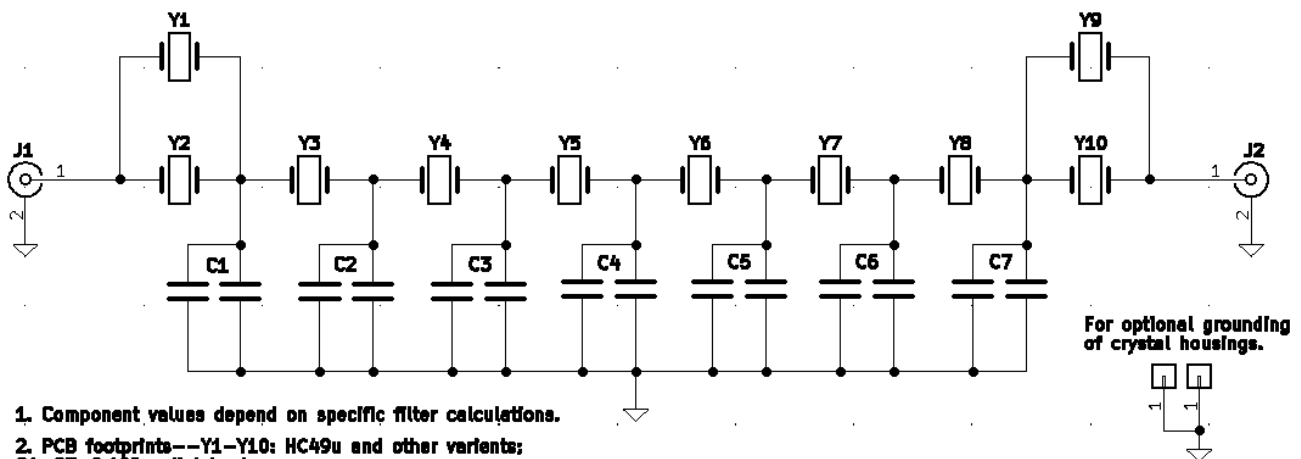 Y1
Y9
J1
1
Y2
Y3
Y4
Y5
Y6
Y7
Y8
Y10
1
J2
2
2
C1
C2
C3
C4
C5
C6
C7
For optional grounding
of crystal housings.
1
1
1. Component values depend on specific filter calculations.
2. PCB footprints--Y1-Y10: HC49u and other varients;